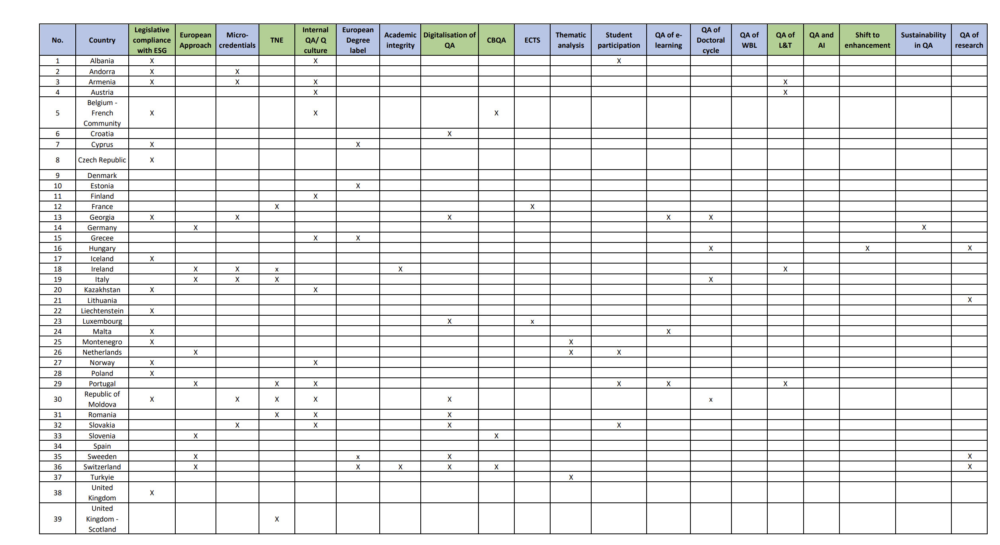 No. Country Legislative compliance with ESG European Approach Micro-credentials TNE Internal QA/ Q culture European Degree label Academic integrity Digitalisation of QA CBQA ECTS Thematic analysis Student participation QA of e-learning QA of Doctoral cycle QA of WBL QA of L&T QA and AI Shift to enhancement Sustainability in QA QA of research
1 Albania X X X
2 Andorra X X
3 Armenia X X X X
4 Austria X X
5 Belgium - French Community X X X
6 Croatia X
7 Cyprus X X
8 Czech Republic X
9 Denmark
10 Estonia X
11 Finland X
12 France X X
13 Georgia X X X X X
14 Germany X X
15 Grecee X X
16 Hungary X X X
17 Iceland X
18 Ireland X X x X X
19 Italy X X X X
20 Kazakhstan X X
21 Lithuania X
22 Liechtenstein X
23 Luxembourg X x
24 Malta X X
25 Montenegro X X
26 Netherlands X X X
27 Norway X X
28 Poland X
29 Portugal X X X X X X
30 Republic of Moldova X X X X X x
31 Romania X X X
32 Slovakia X X X X
33 Slovenia X X
34 Spain
35 Sweeden X x X X
36 Switzerland X X X X X X
37 Turkyie X
38 United Kingdom X
39 United Kingdom - Scotland X